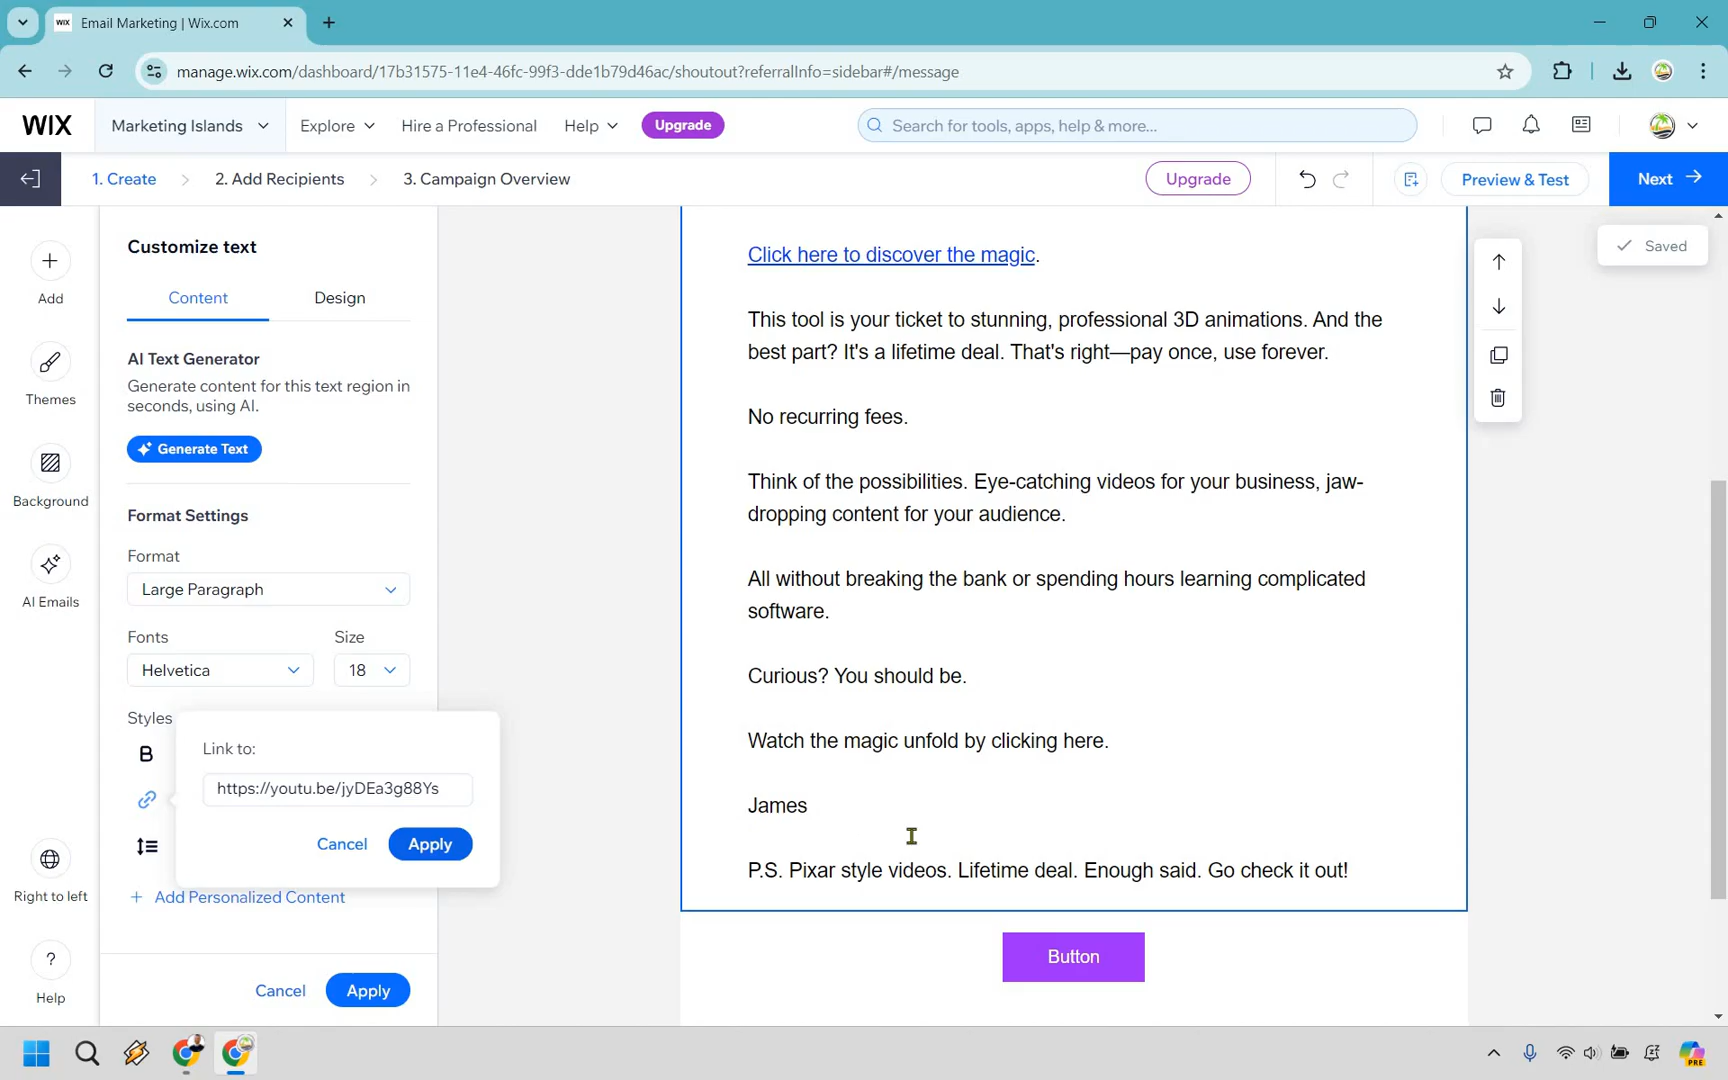 WIX
Email Marketing | Wix.com
manage.wix.com/dashboard/17b31575-11e4-46fc-99f3-dde1b79d46ac/shoutout?referralInfo=sidebar#/message
WIX
Marketing Islands
Explore
Hire a Professional
Help
Upgrade
Search for tools, apps, help & more...
1. Create
2. Add Recipients
3. Campaign Overview
Upgrade
Preview & Test
Next
Saved
Add
Themes
Background
AI Emails
Right to left
?
Help
Customize text
Content
Design
AI Text Generator
Generate content for this text region in
seconds, using AI.
Generate Text
Format Settings
Format
Large Paragraph
Fonts
Size
Helvetica
18
Styles
B
Link to:
https://youtu.be/jyDEa3g88Ys
Cancel
Apply
+ Add Personalized Content
Cancel
Apply
Click here to discover the magic.
This tool is your ticket to stunning, professional 3D animations. And the
best part? It's a lifetime deal. That's right—pay once, use forever.
No recurring fees.
Think of the possibilities. Eye-catching videos for your business, jaw-
dropping content for your audience.
All without breaking the bank or spending hours learning complicated
software.
Curious? You should be.
Watch the magic unfold by clicking here.
James
P.S. Pixar style videos. Lifetime deal. Enough said. Go check it out!
Button
PRE